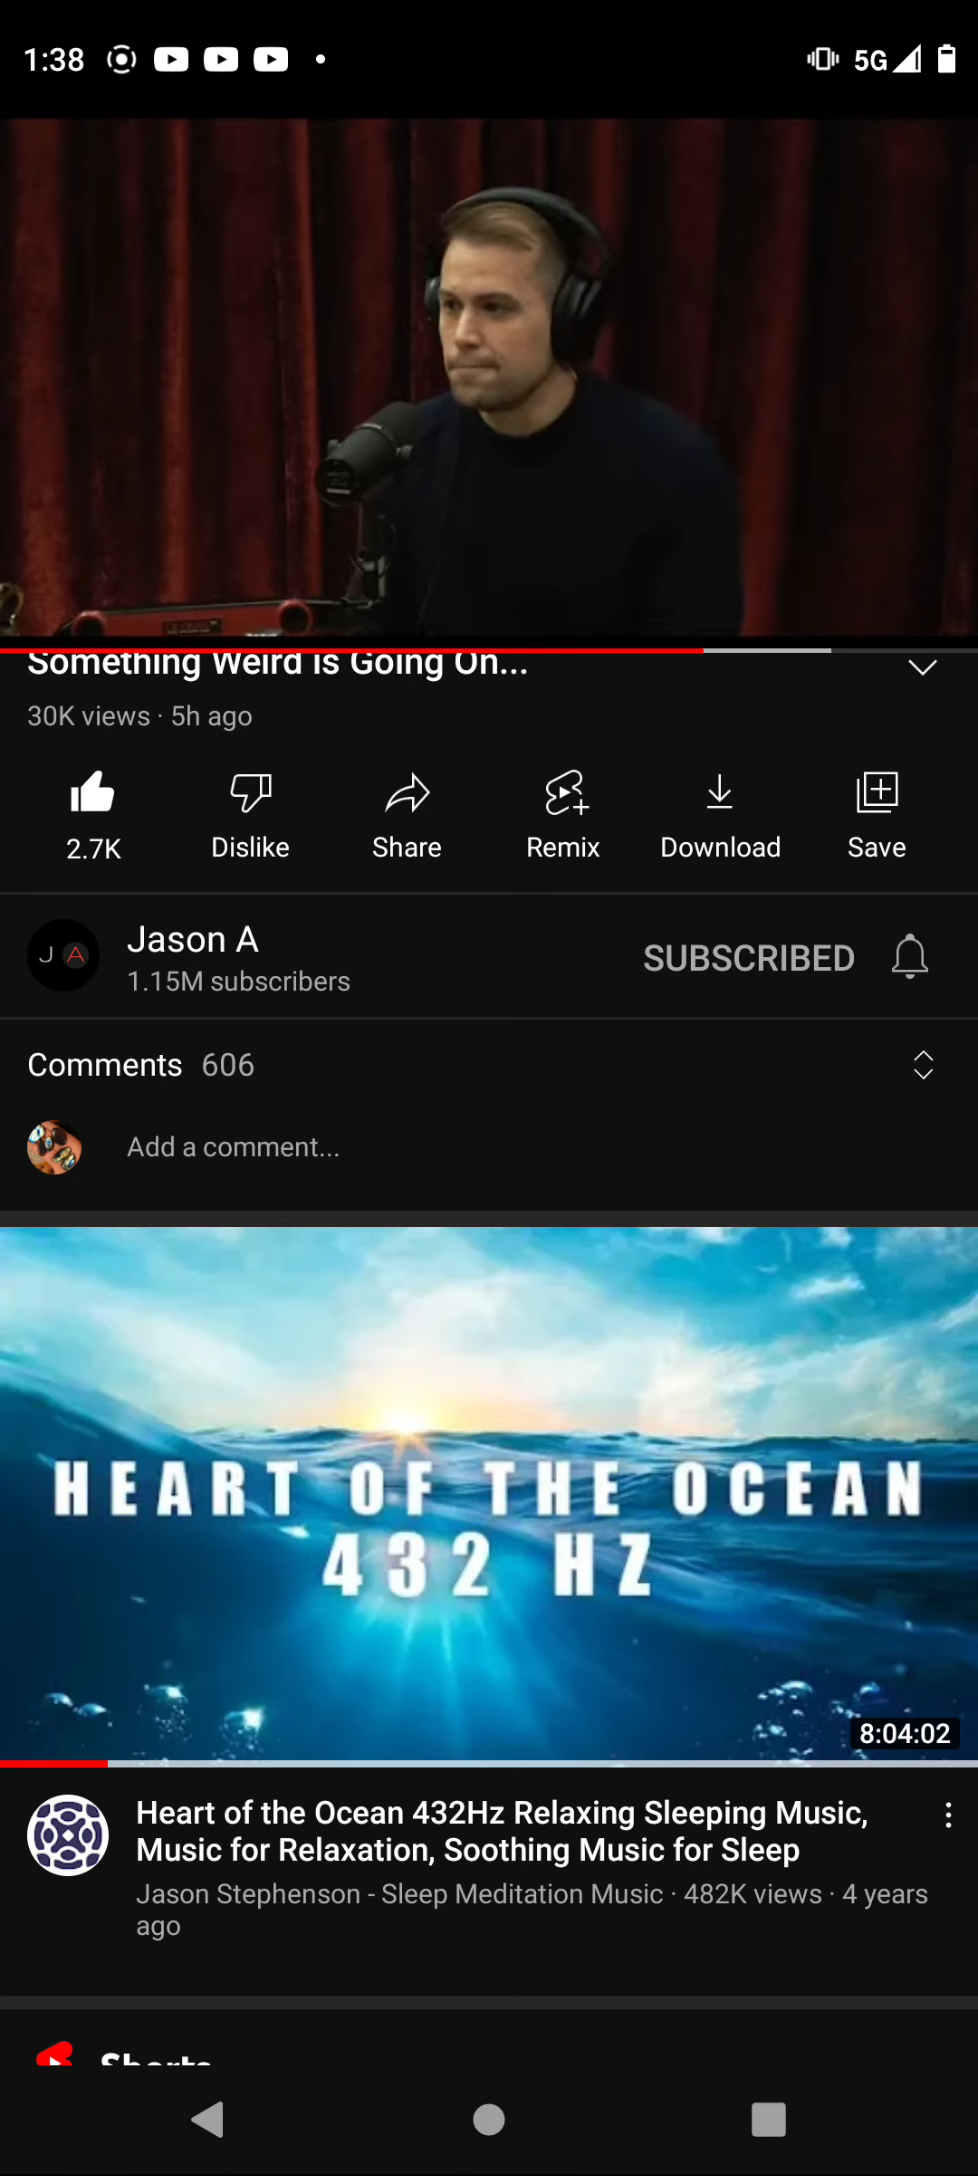 1:38
5G
Something Weird is Going On...
30K views · 5h ago
2.7K
Dislike
Share
Remix
Download
Save
J A
Jason A
1.15M subscribers
SUBSCRIBED
Comments 606
Add a comment...
HEART OF THE OCEAN
432 HZ
8:04:02
Heart of the Ocean 432Hz Relaxing Sleeping Music,
Music for Relaxation, Soothing Music for Sleep
Jason Stephenson - Sleep Meditation Music · 482K views · 4 years
ago
Shorts